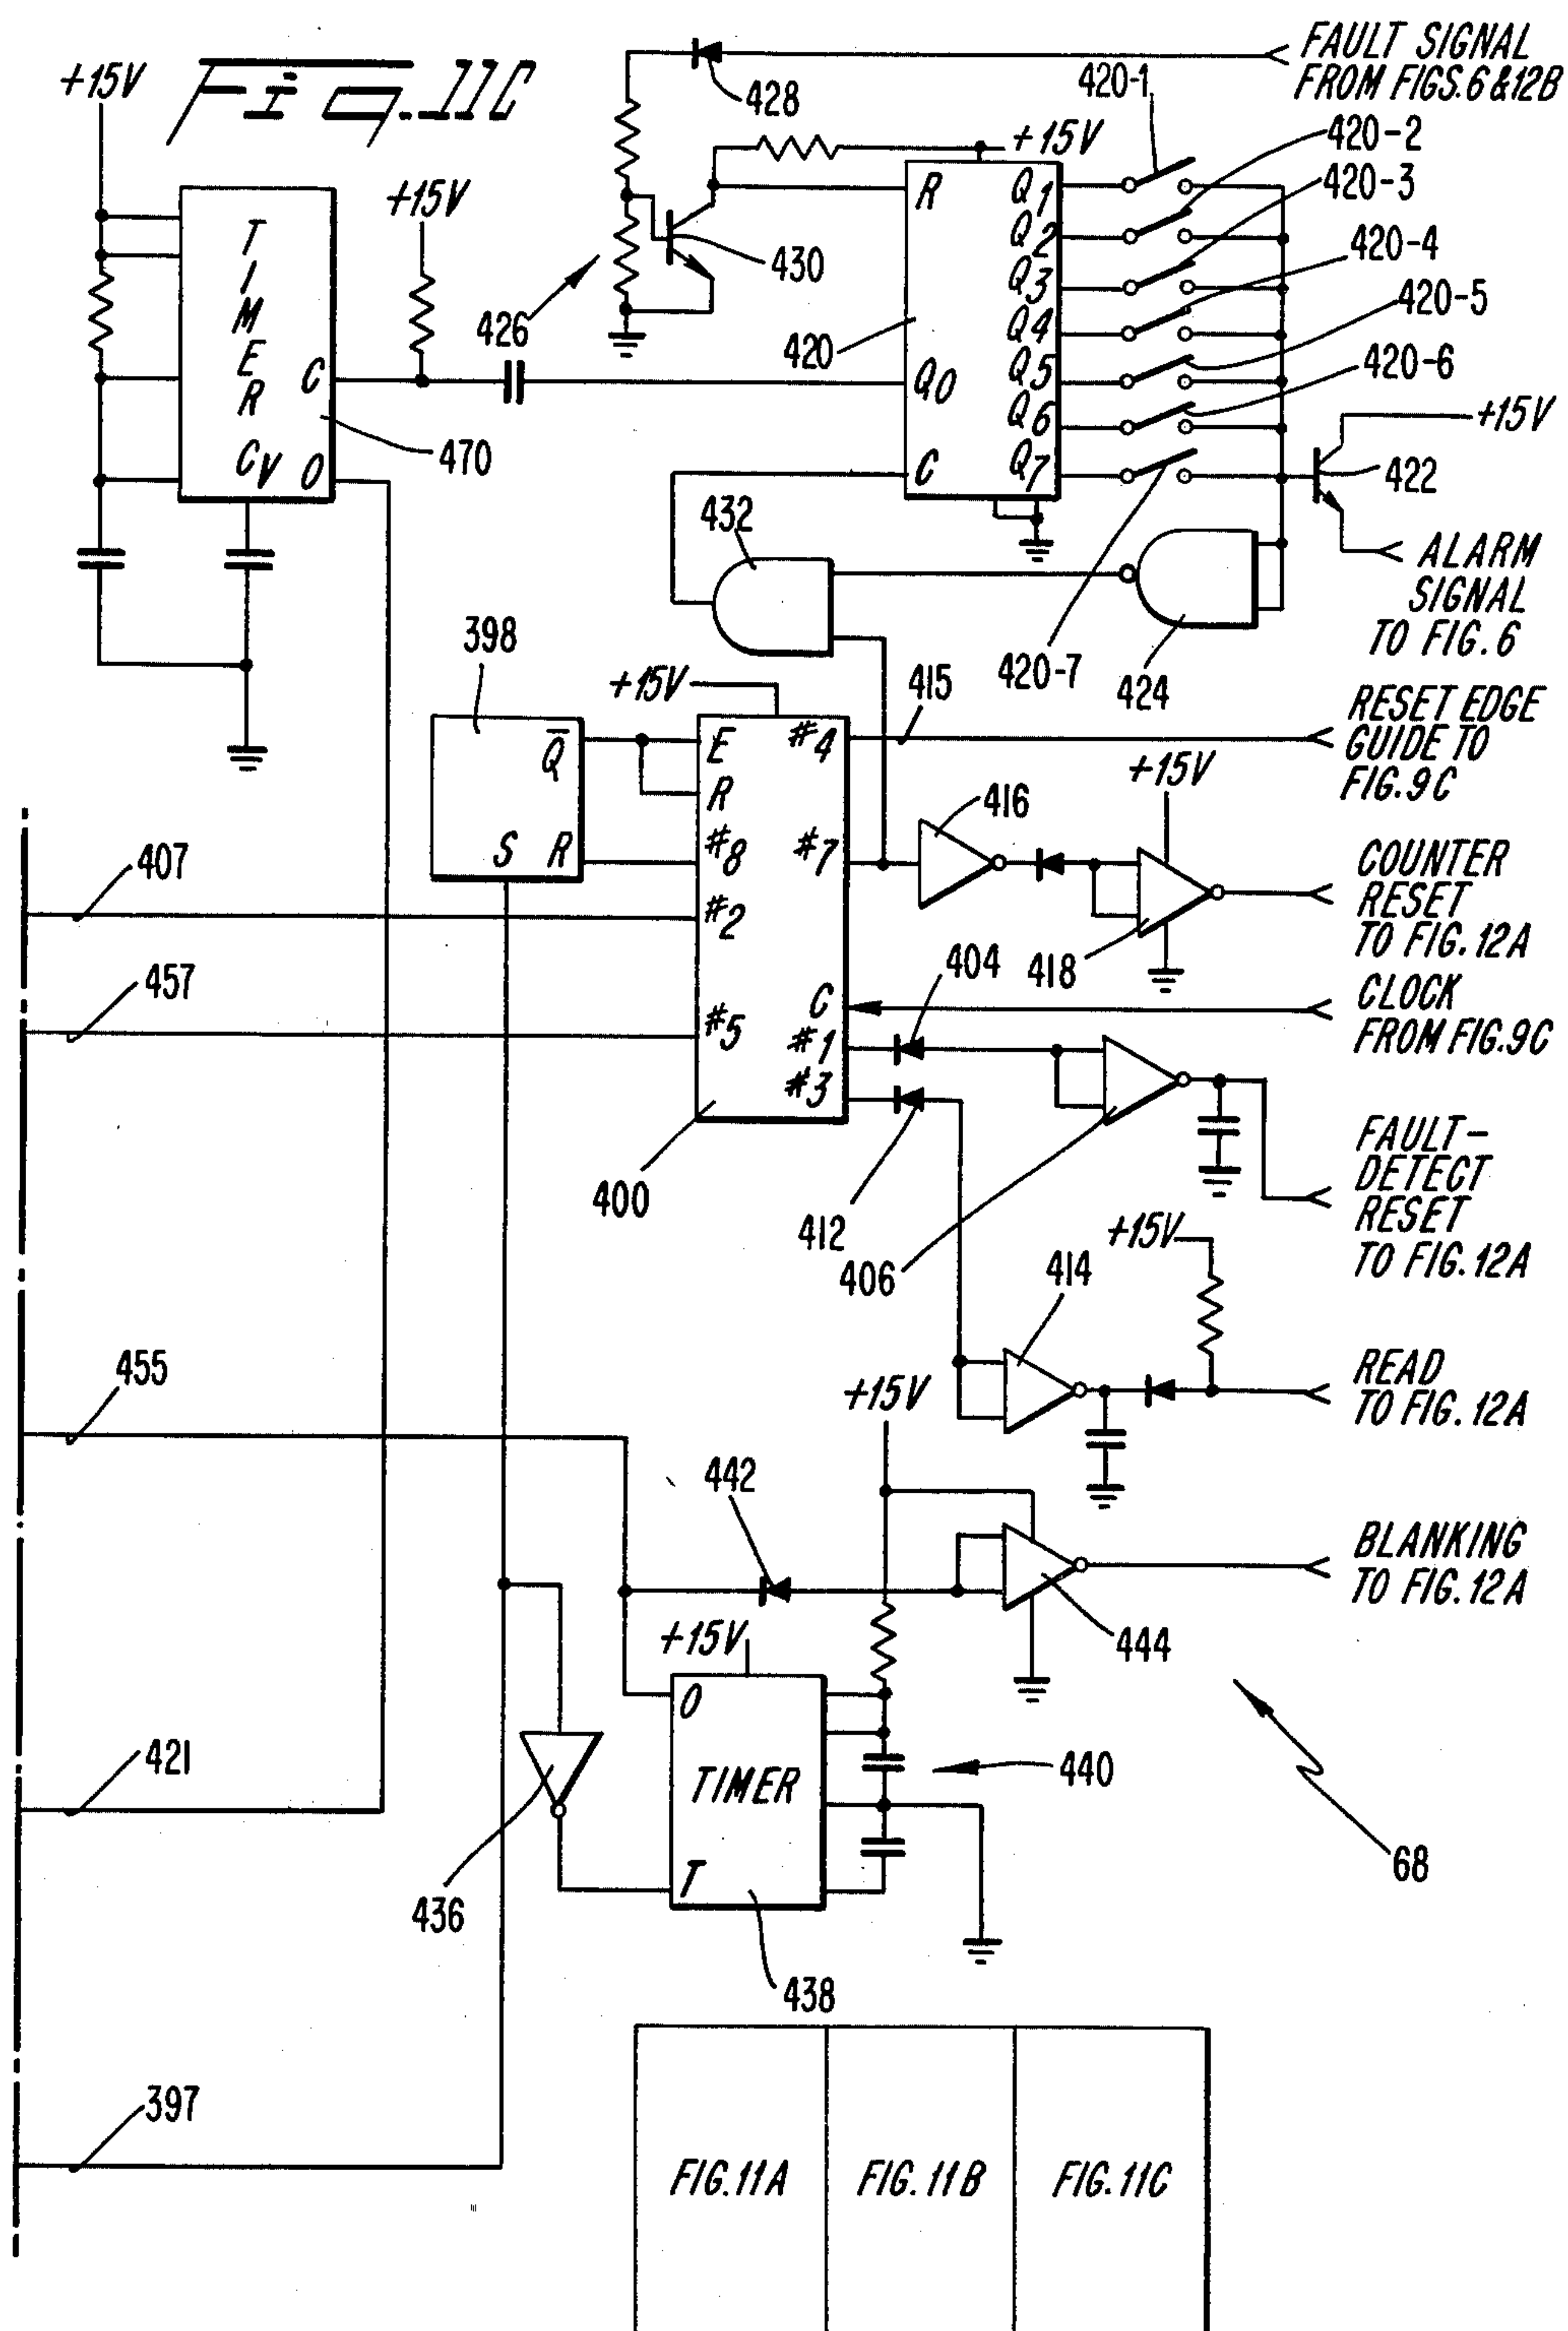 Fig. 11C
+15V
FAULT SIGNAL
FROM FIGS. 6 & 12B
428
420-1
+15V
420-2
420-3
420-4
420-5
420-6
TIMER
C
CV
O
470
+15V
426
430
420
R
Q0
C
Q1
Q2
Q3
Q4
Q5
Q6
Q7
+15V
422
ALARM
SIGNAL
TO FIG. 6
432
420-7
424
398
Q̅
S
R
+15V
E
R
#8
#2
#5
#4
#7
C
#1
#3
400
415
RESET EDGE
GUIDE TO
FIG. 9C
416
+15V
418
COUNTER
RESET
TO FIG. 12A
407
457
404
CLOCK
FROM FIG. 9C
412
406
FAULT-
DETECT
RESET
TO FIG. 12A
+15V
414
READ
TO FIG. 12A
455
+15V
442
444
BLANKING
TO FIG. 12A
+15V
O
TIMER
T
440
436
438
421
68
397
FIG. 11A
FIG. 11B
FIG. 11C